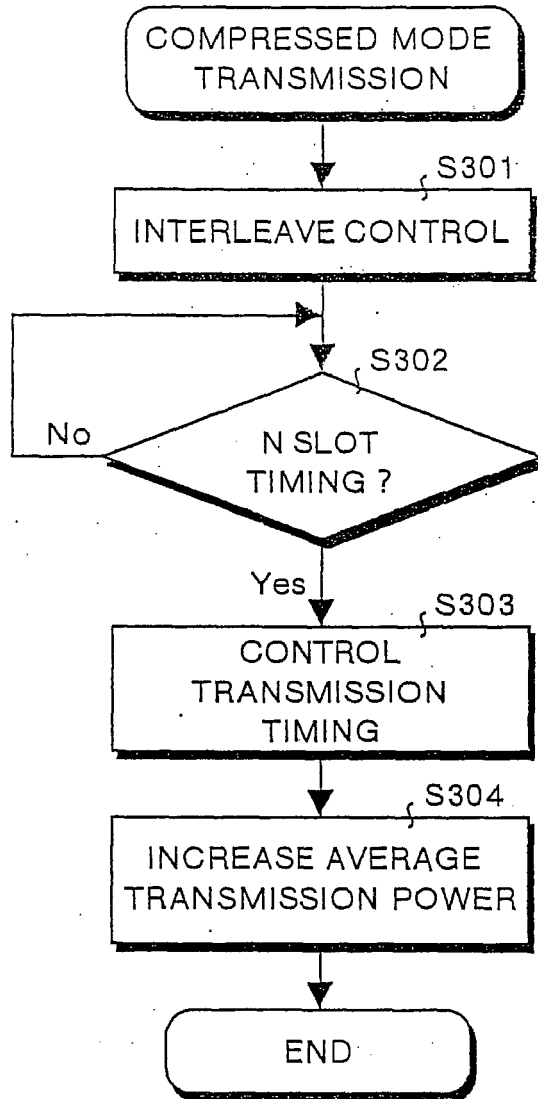 COMPRESSED MODE
TRANSMISSION
S301
INTERLEAVE CONTROL
S302
No
N SLOT
TIMING ?
Yes
S303
CONTROL
TRANSMISSION
TIMING
S304
INCREASE AVERAGE
TRANSMISSION POWER
END